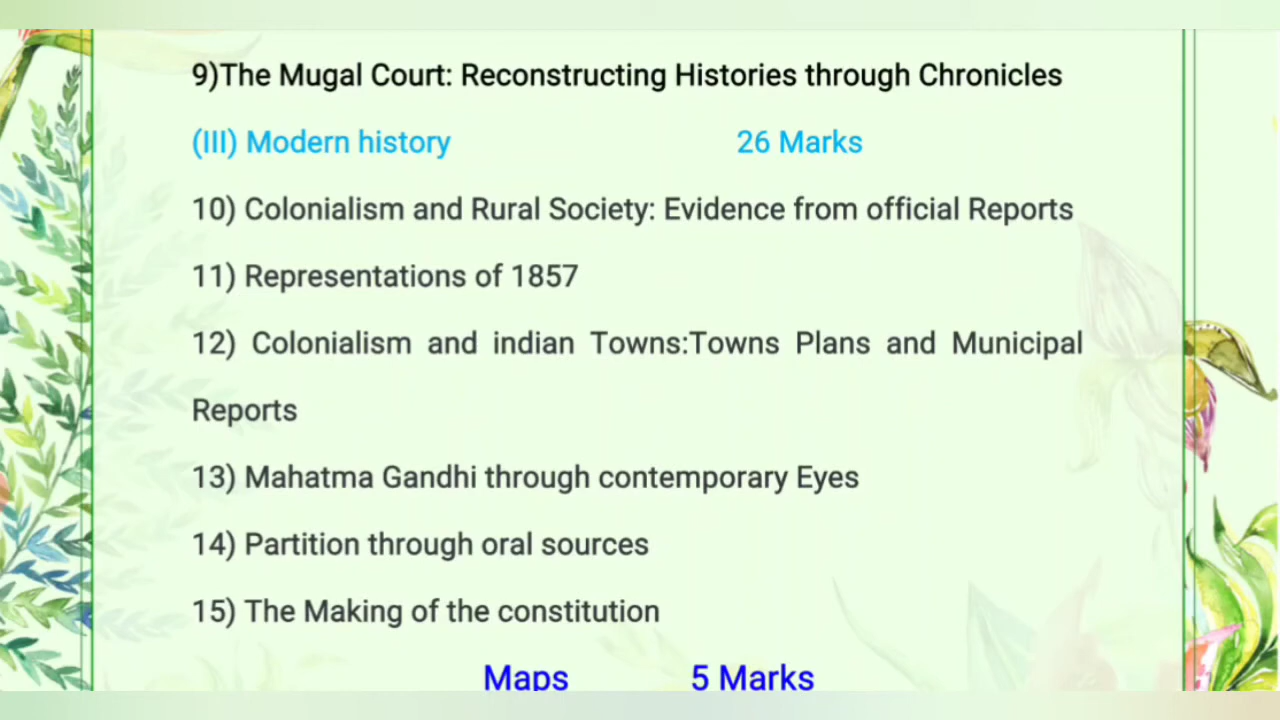 9)The Mugal Court: Reconstructing Histories through Chronicles
(III) Modern history 26 Marks
10) Colonialism and Rural Society: Evidence from official Reports
11) Representations of 1857
12) Colonialism and indian Towns:Towns Plans and Municipal
Reports
13) Mahatma Gandhi through contemporary Eyes
14) Partition through oral sources
15) The Making of the constitution
Maps 5 Marks